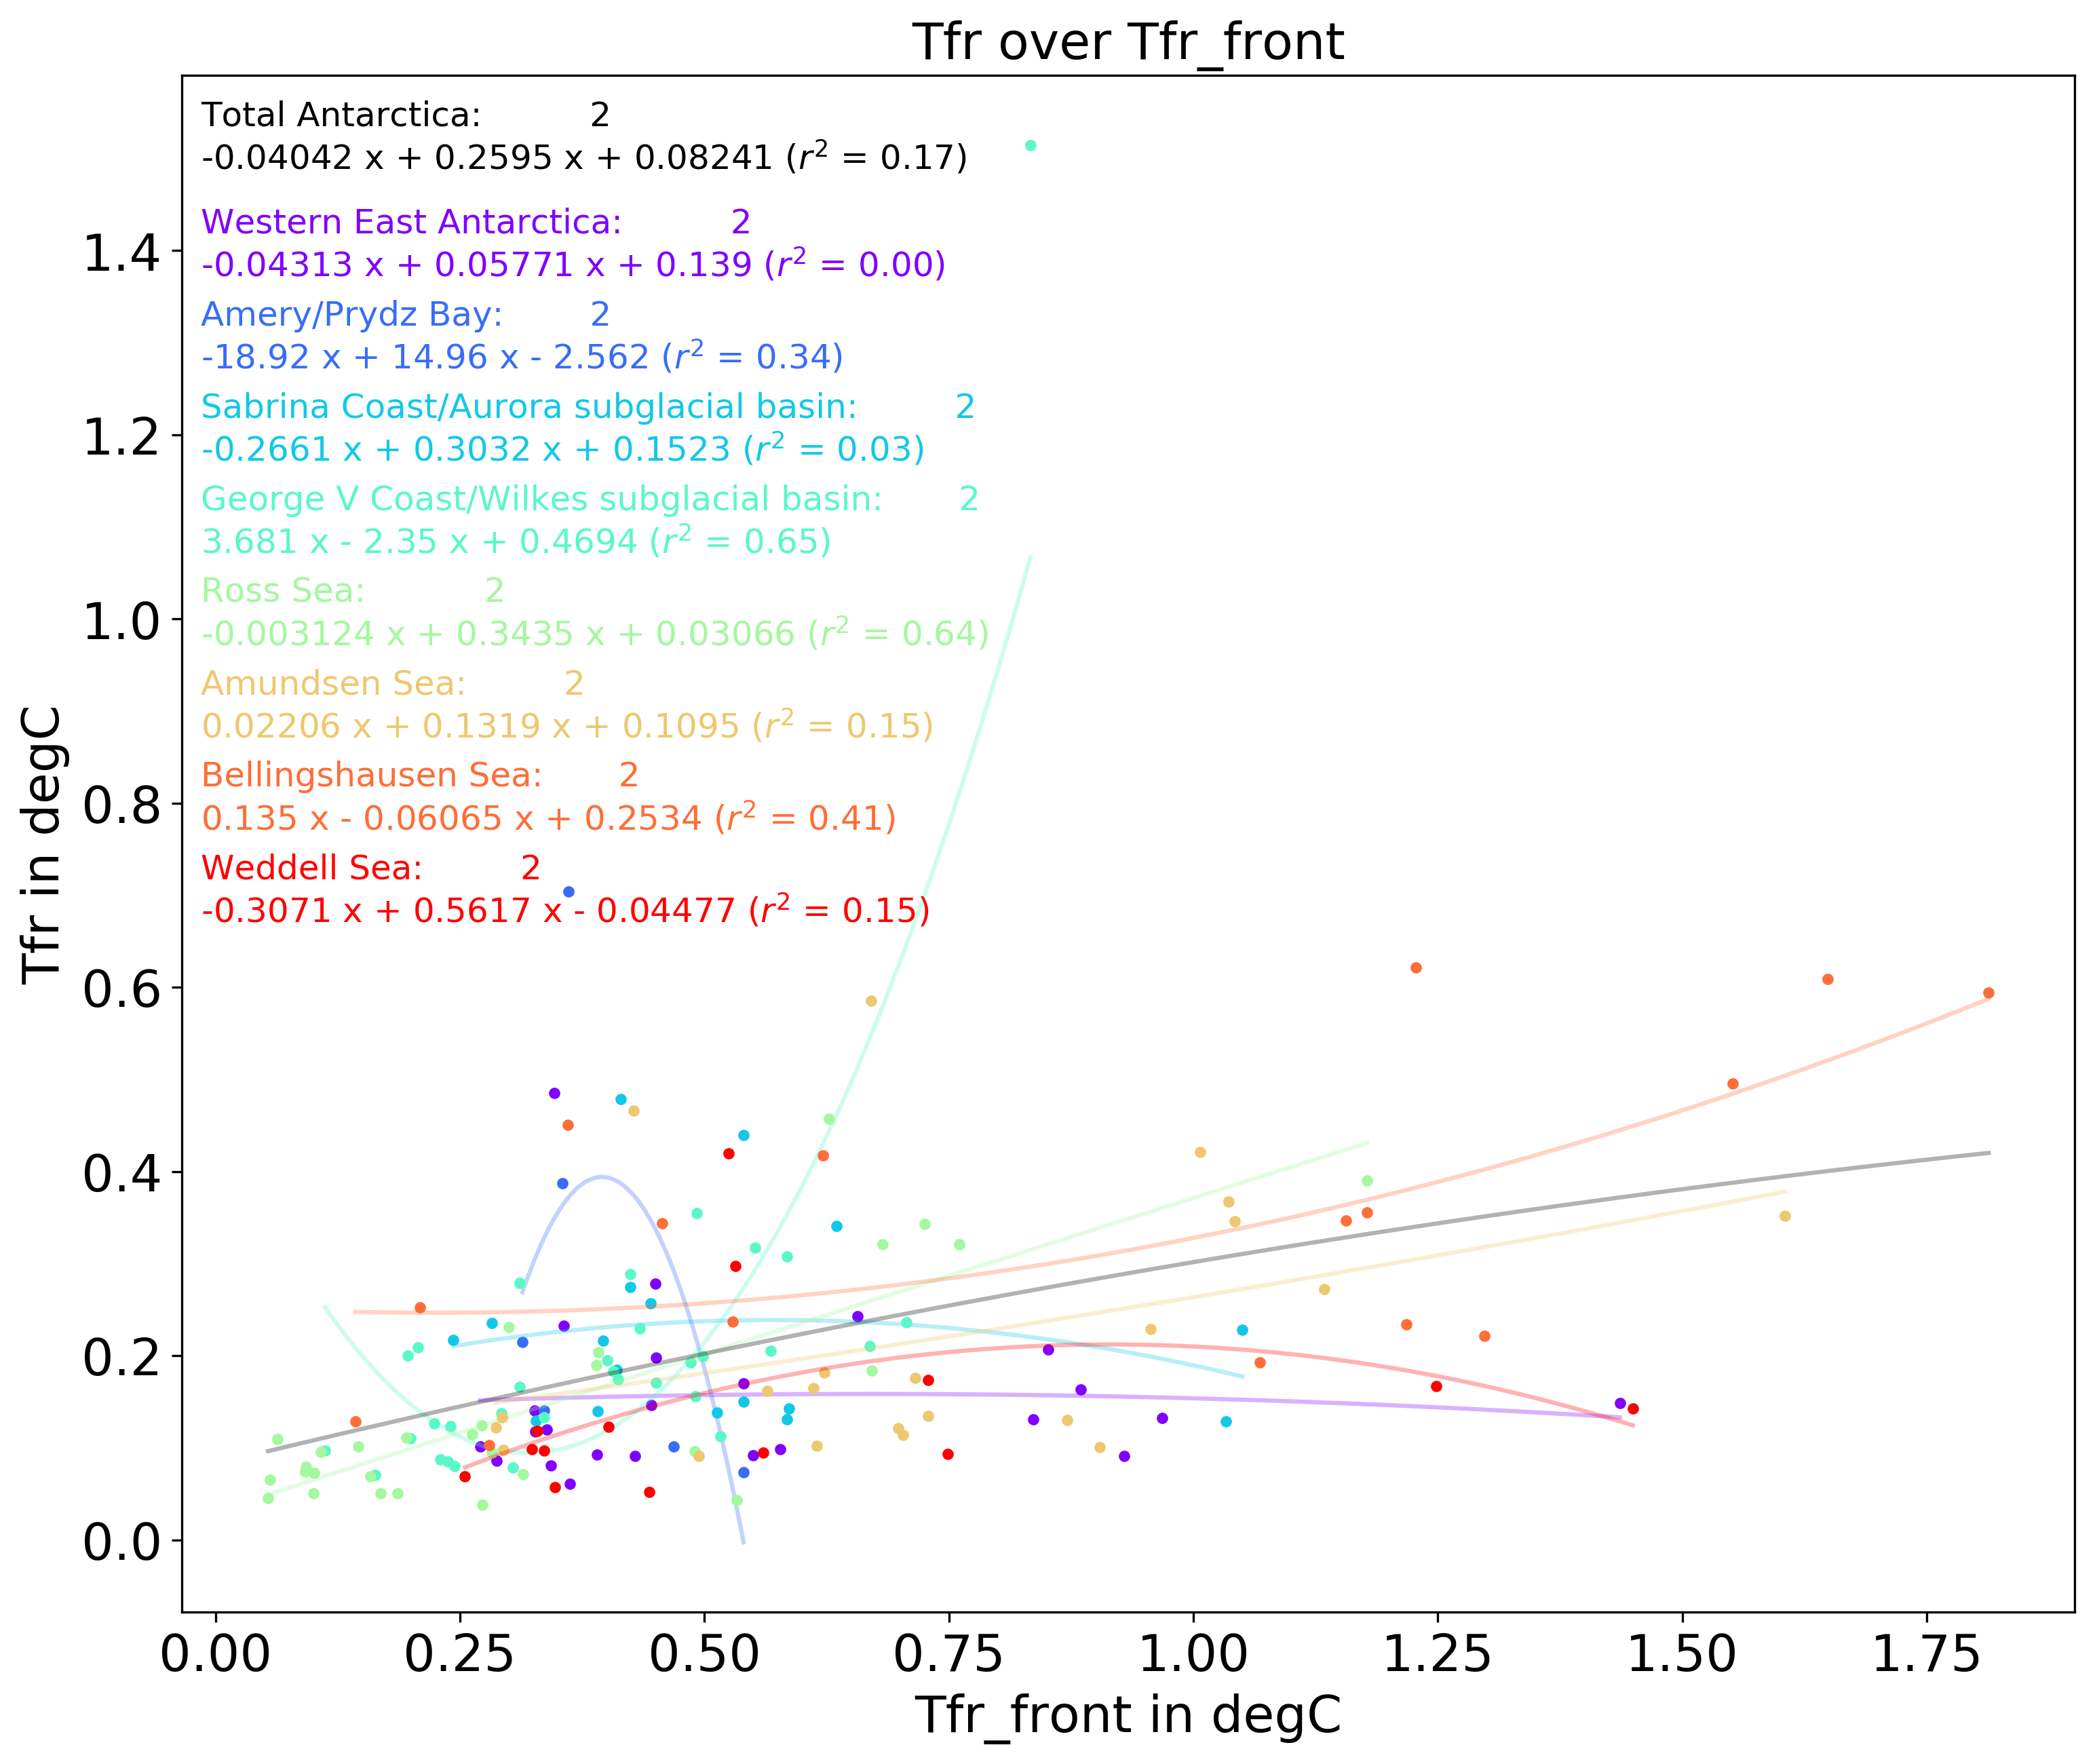 Tfr over Tfr_front
Total Antarctica: 2
-0.04042 x + 0.2595 x + 0.08241 (r² = 0.17)
Western East Antarctica: 2
-0.04313 x + 0.05771 x + 0.139 (r² = 0.00)
Amery/Prydz Bay: 2
-18.92 x + 14.96 x - 2.562 (r² = 0.34)
Sabrina Coast/Aurora subglacial basin: 2
-0.2661 x + 0.3032 x + 0.1523 (r² = 0.03)
George V Coast/Wilkes subglacial basin: 2
3.681 x - 2.35 x + 0.4694 (r² = 0.65)
Ross Sea: 2
-0.003124 x + 0.3435 x + 0.03066 (r² = 0.64)
Amundsen Sea: 2
0.02206 x + 0.1319 x + 0.1095 (r² = 0.15)
Bellingshausen Sea: 2
0.135 x - 0.06065 x + 0.2534 (r² = 0.41)
Weddell Sea: 2
-0.3071 x + 0.5617 x - 0.04477 (r² = 0.15)
Tfr in degC
1.4
1.2
1.0
0.8
0.6
0.4
0.2
0.0
0.00 0.25 0.50 0.75 1.00 1.25 1.50 1.75
Tfr_front in degC